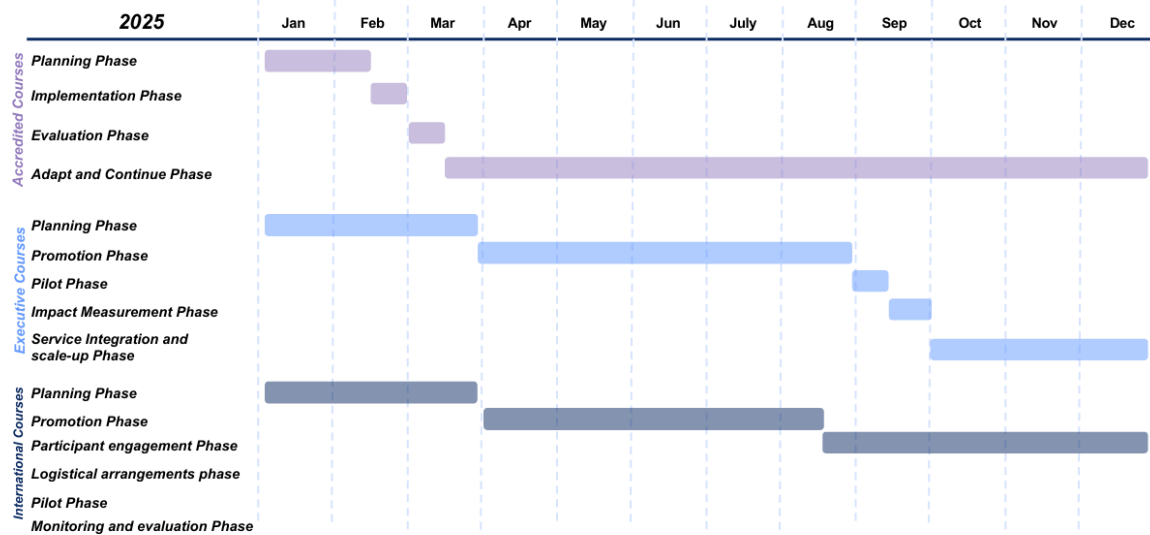 2025 Jan Feb Mar Apr May Jun July Aug Sep Oct Nov Dec
Accredited Courses
Planning Phase
Implementation Phase
Evaluation Phase
Adapt and Continue Phase
Executive Courses
Planning Phase
Promotion Phase
Pilot Phase
Impact Measurement Phase
Service Integration and
scale-up Phase
International Courses
Planning Phase
Promotion Phase
Participant engagement Phase
Logistical arrangements phase
Pilot Phase
Monitoring and evaluation Phase